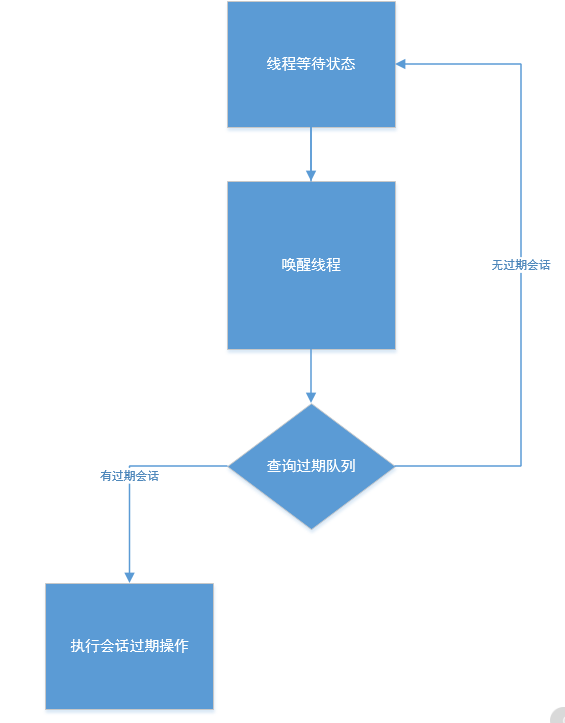 线程等待状态
唤醒线程
无过期会话
查询过期队列
有过期会话
执行会话过期操作